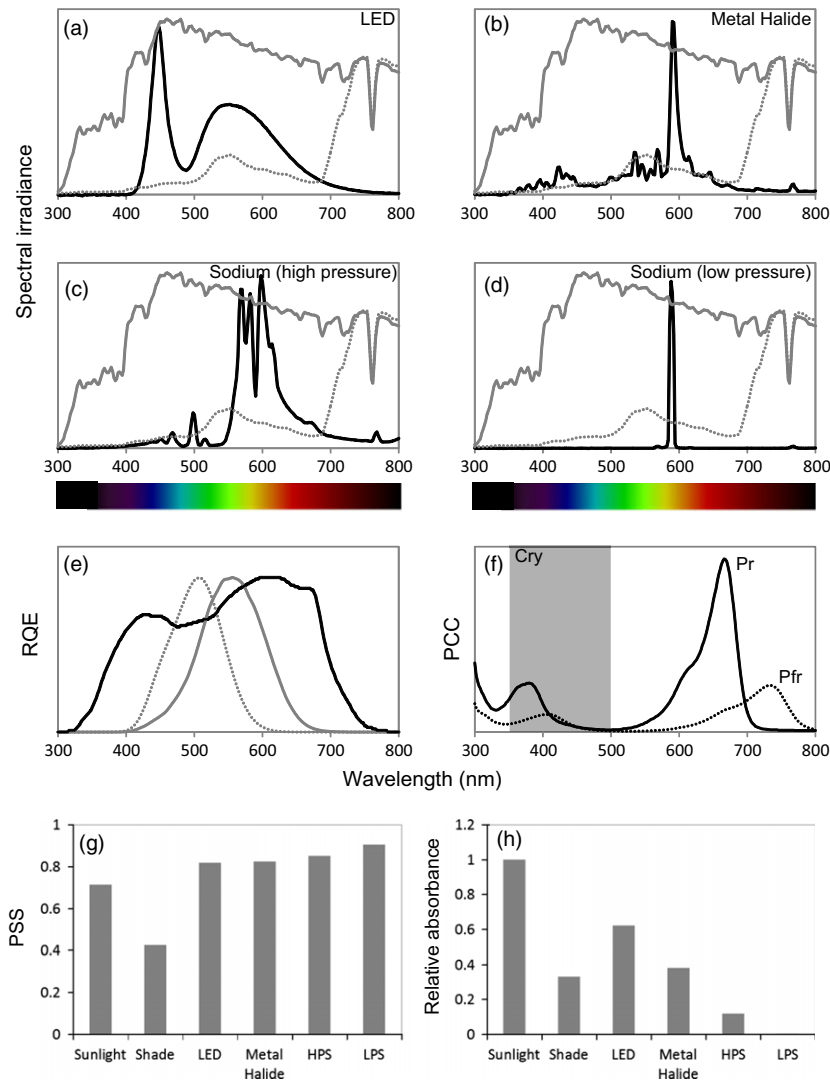 (a) LED
(b) Metal Halide
300 400 500 600 700 800
300 400 500 600 700 800
Spectral irradiance
(c) Sodium (high pressure)
(d) Sodium (low pressure)
300 400 500 600 700 800
300 400 500 600 700 800
(e)
RQE
300 400 500 600 700 800
(f) Cry
Pr
Pfr
PCC
300 400 500 600 700 800
Wavelength (nm)
(g)
PSS
1
0.8
0.6
0.4
0.2
0
Sunlight Shade LED Metal Halide HPS LPS
(h)
Relative absorbance
1.2
1
0.8
0.6
0.4
0.2
0
Sunlight Shade LED Metal Halide HPS LPS